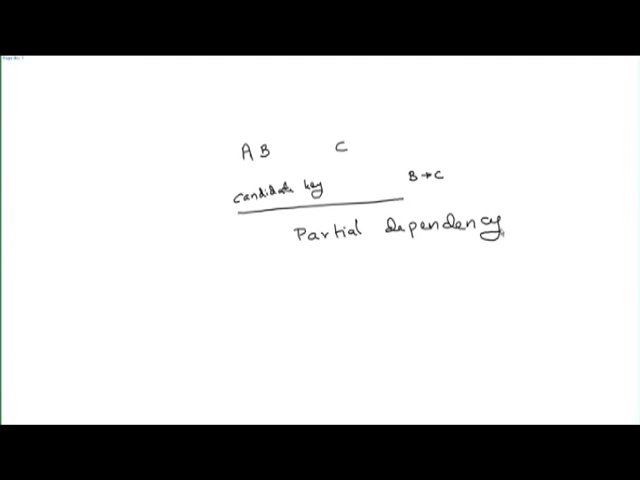 A B C
candidate key B → C
Partial dependency